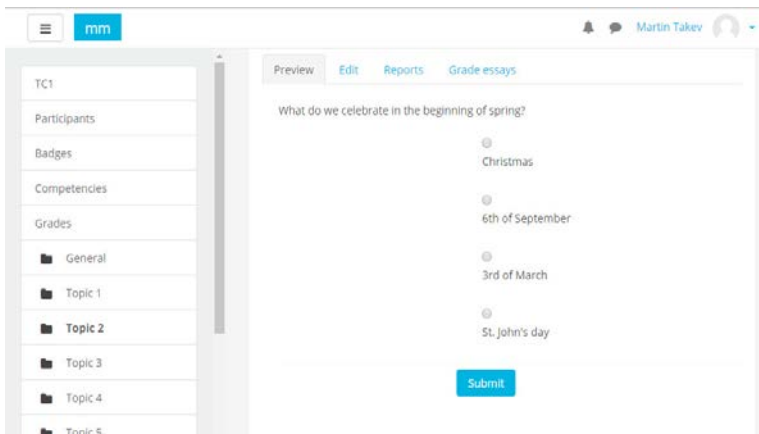 mm
Martin Takev
TC1
Participants
Badges
Competencies
Grades
General
Topic 1
Topic 2
Topic 3
Topic 4
Topic 5
Preview Edit Reports Grade essays
What do we celebrate in the beginning of spring?
Christmas
6th of September
3rd of March
St. John's day
Submit